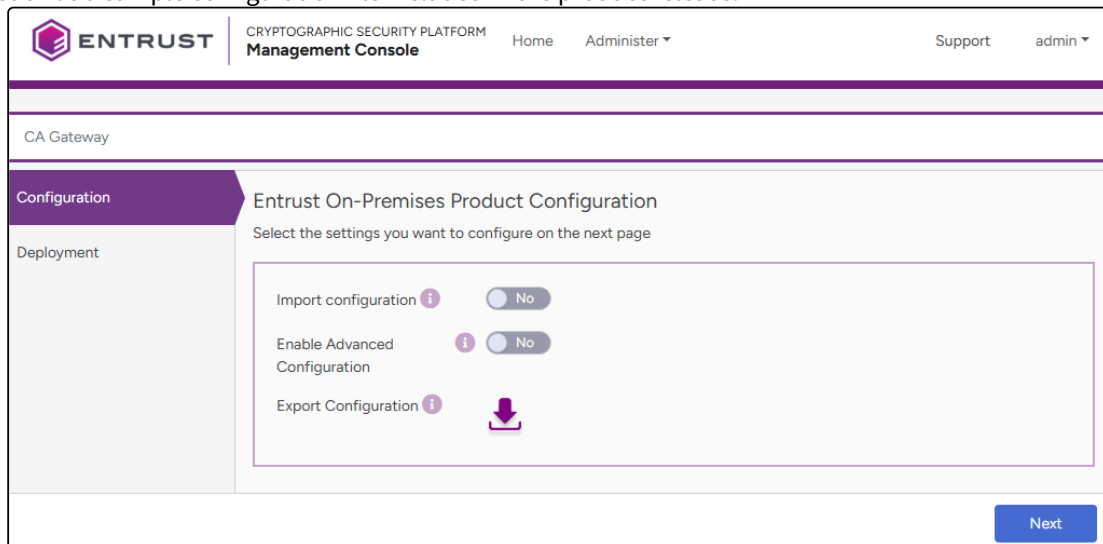 ENTRUST
CRYPTOGRAPHIC SECURITY PLATFORM
Management Console
Home
Administer
Support
admin
CA Gateway
Configuration
Deployment
Entrust On-Premises Product Configuration
Select the settings you want to configure on the next page
Import configuration
No
Enable Advanced
Configuration
No
Export Configuration
Next